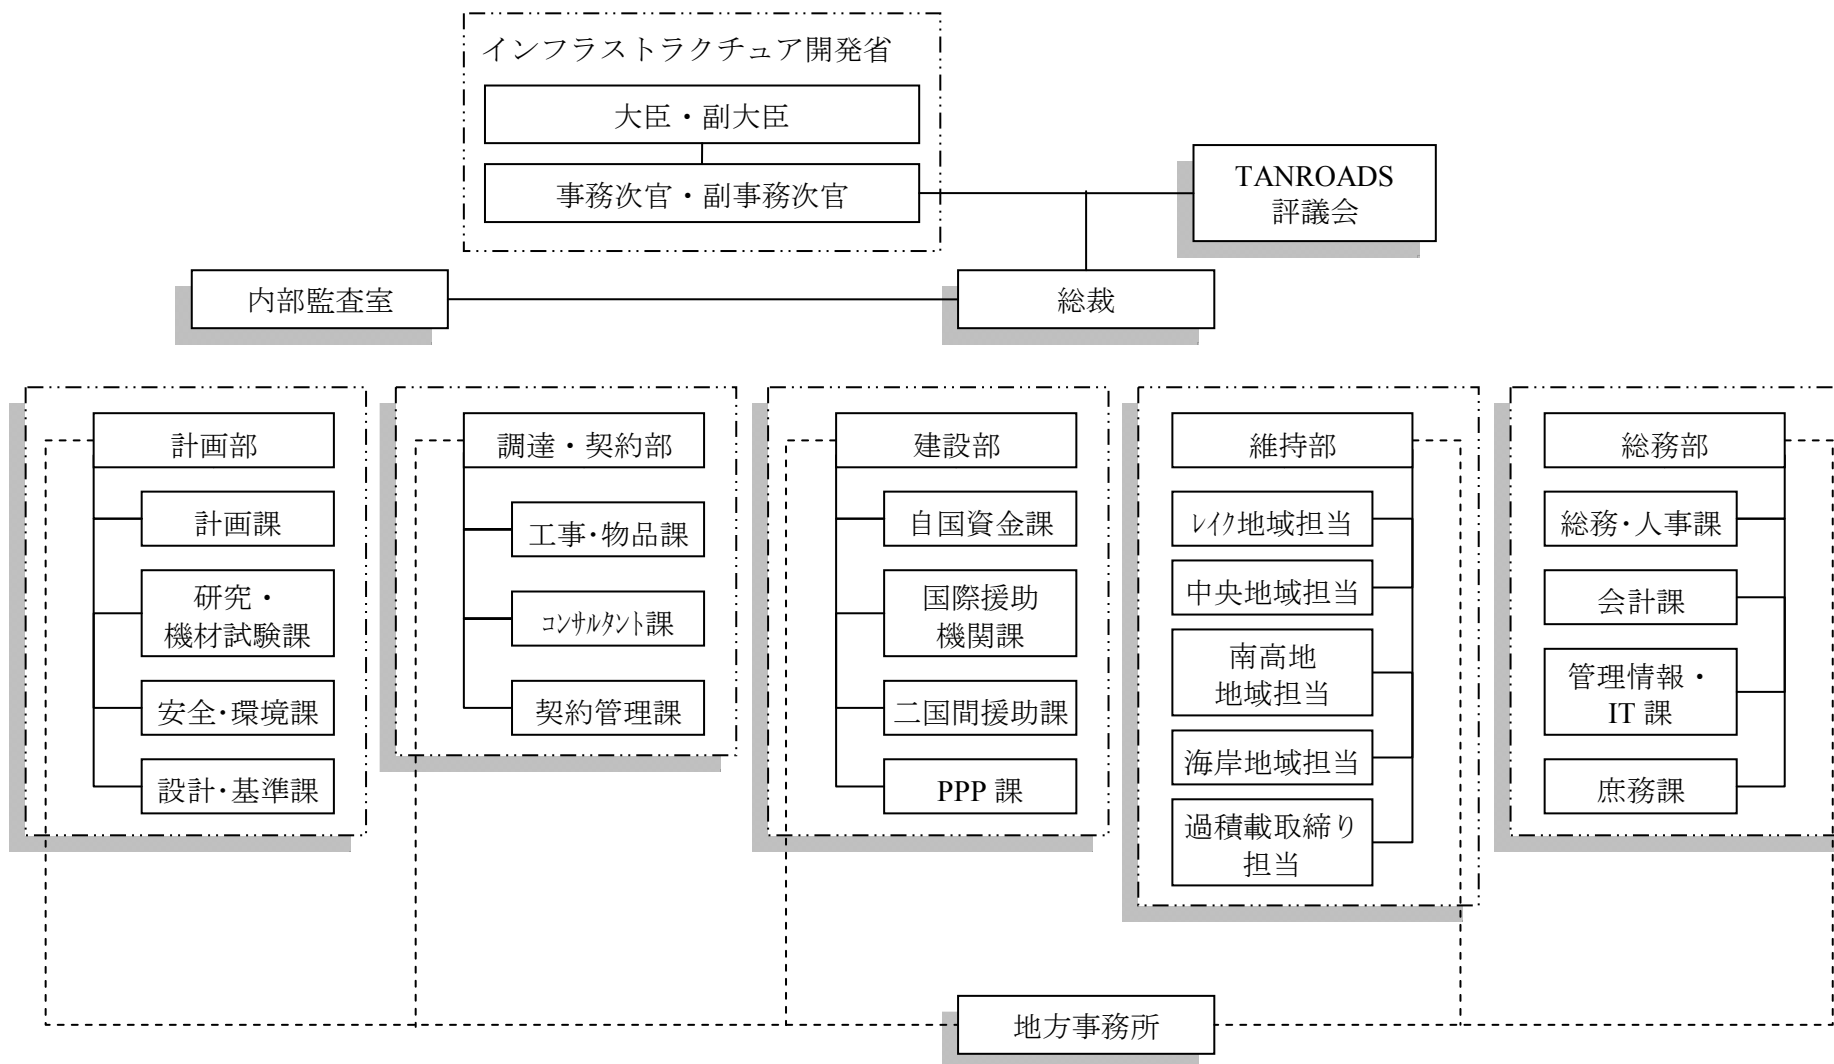 インフラストラクチュア開発省
大臣・副大臣
事務次官・副事務次官
TANROADS
評議会
内部監査室
総裁
計画部
計画課
研究・
機材試験課
安全・環境課
設計・基準課
調達・契約部
工事・物品課
ｺﾝｻﾙﾀﾝﾄ課
契約管理課
建設部
自国資金課
国際援助
機関課
二国間援助課
PPP 課
維持部
ﾚｲｸ地域担当
中央地域担当
南高地
地域担当
海岸地域担当
過積載取締り
担当
総務部
総務・人事課
会計課
管理情報・
IT 課
庶務課
地方事務所